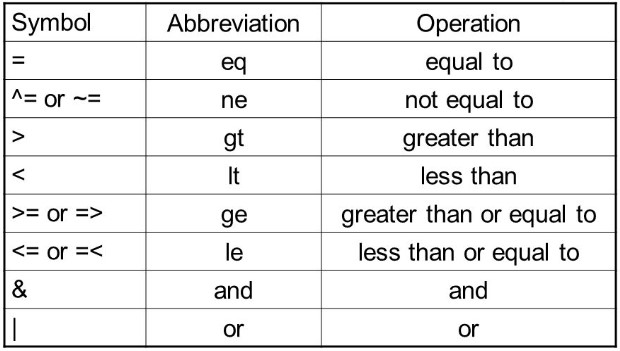 Symbol Abbreviation Operation
= eq equal to
^= or ~= ne not equal to
> gt greater than
< lt less than
>= or => ge greater than or equal to
<= or =< le less than or equal to
& and and
| or or